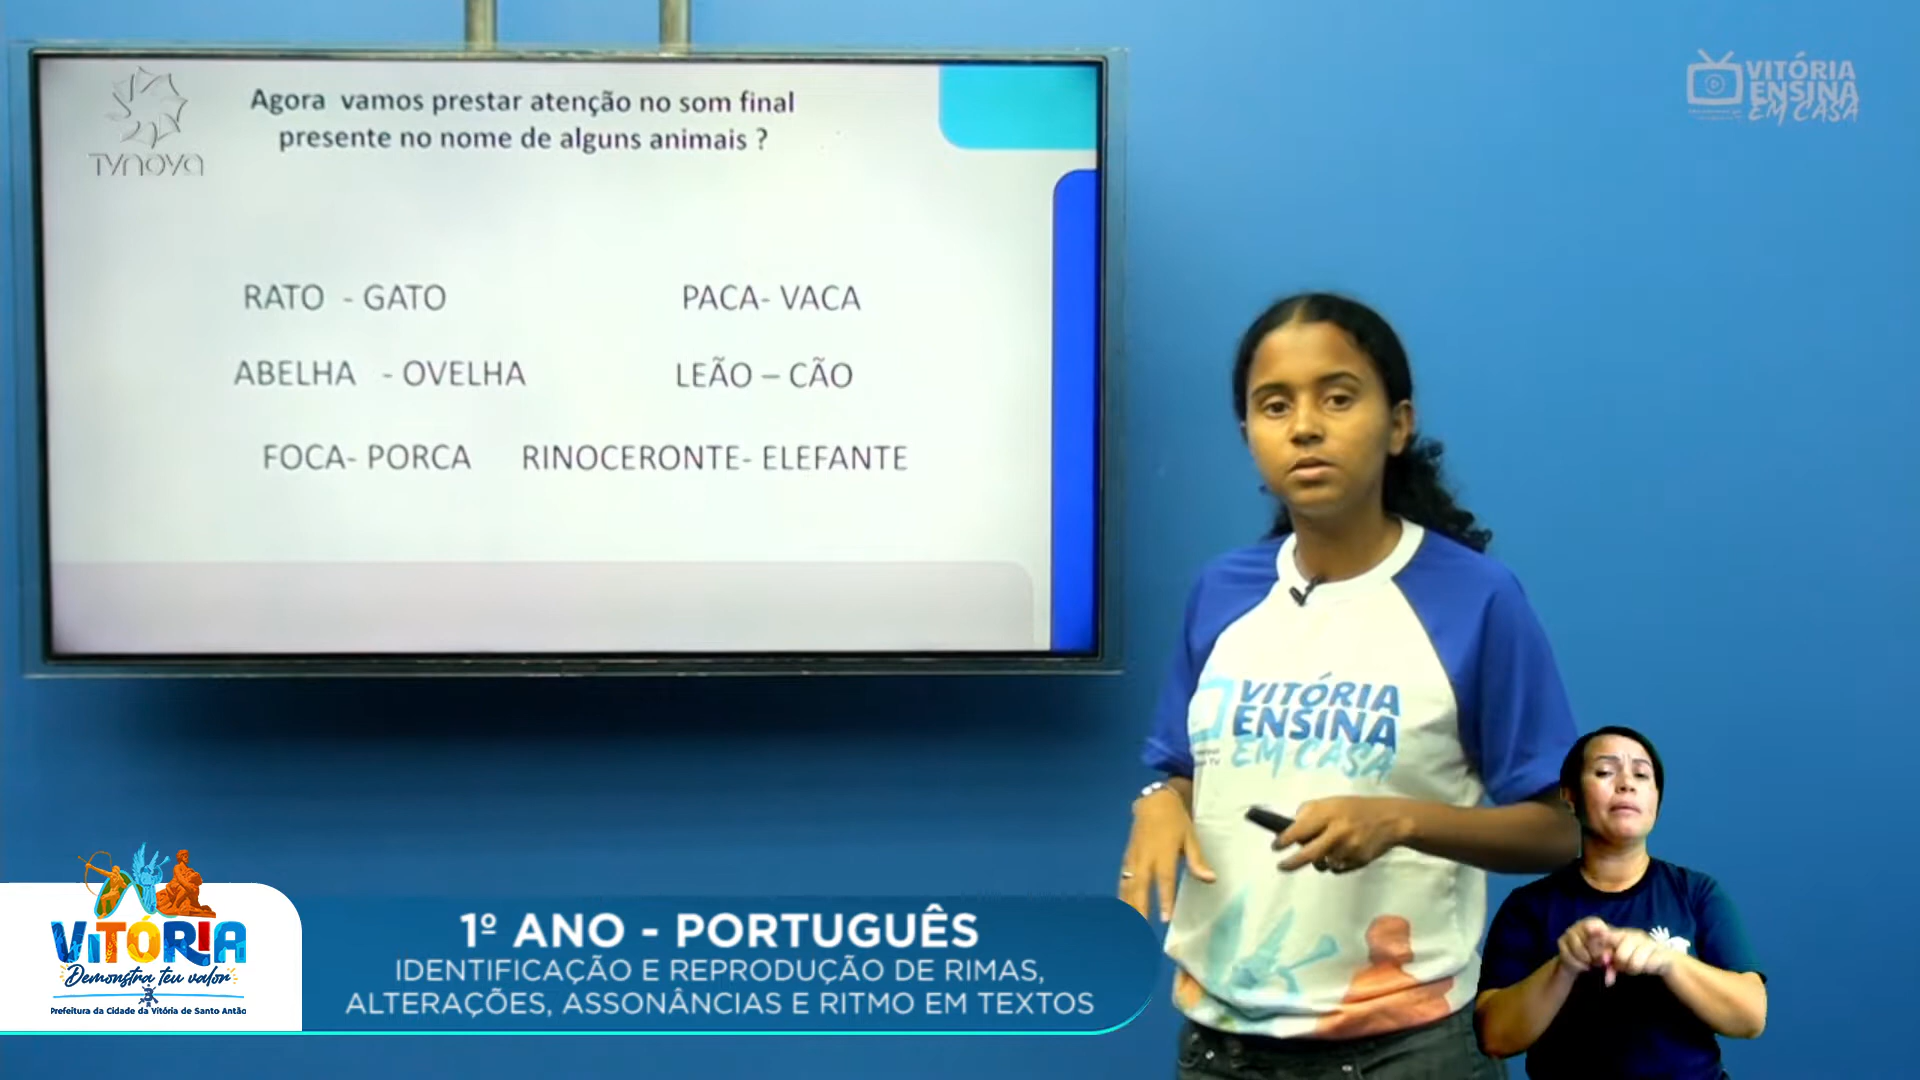 TYNOVA
Agora vamos prestar atenção no som final
presente no nome de alguns animais ?
RATO - GATO
PACA- VACA
ABELHA - OVELHA
LEÃO – CÃO
FOCA- PORCA
RINOCERONTE- ELEFANTE
VITÓRIA
ENSINA
EM CASA
VITÓRIA
ENSINA
EM CASA
VITÓRIA
Demonstra teu valor
Prefeitura da Cidade da Vitória de Santo Antão
1º ANO - PORTUGUÊS
IDENTIFICAÇÃO E REPRODUÇÃO DE RIMAS,
ALTERAÇÕES, ASSONÂNCIAS E RITMO EM TEXTOS